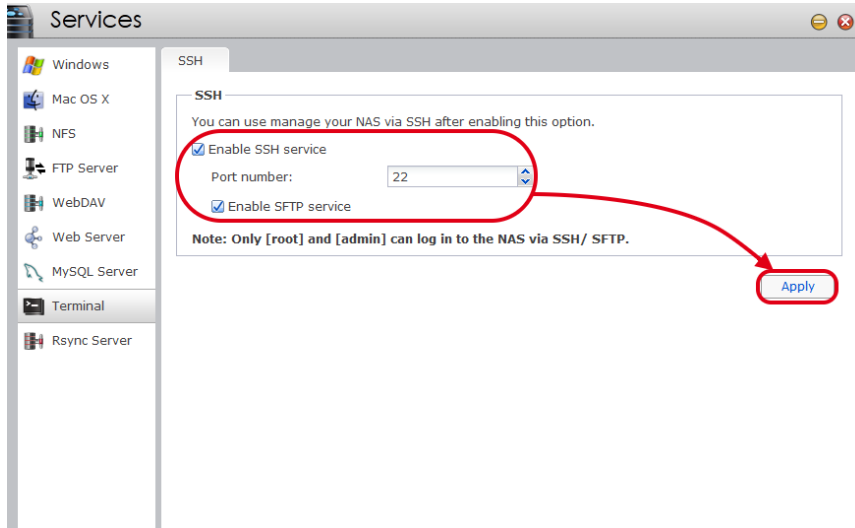 Services
Windows
Mac OS X
NFS
FTP Server
WebDAV
Web Server
MySQL Server
Terminal
Rsync Server
SSH
SSH
You can use manage your NAS via SSH after enabling this option.
Enable SSH service
Port number: 22
Enable SFTP service
Note: Only [root] and [admin] can log in to the NAS via SSH/ SFTP.
Apply